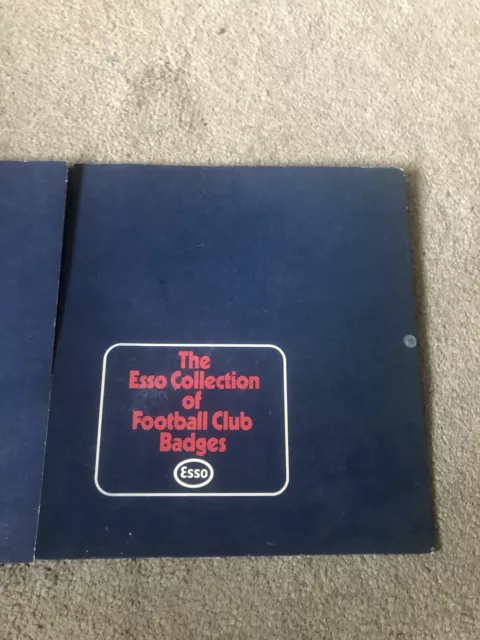 The
Esso Collection
of
Football Club
Badges
Esso